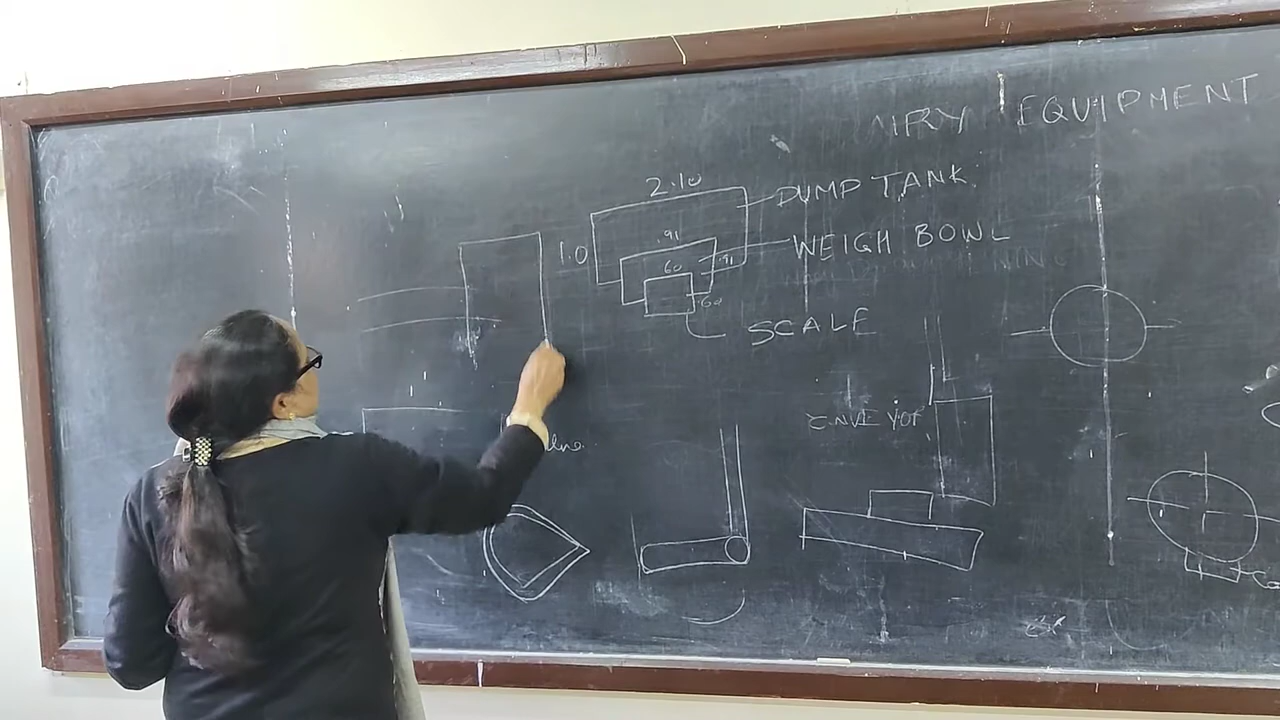 EQUIPMENT
2.10
DUMP TANK
1.0
.91
WEIGH BOWL
.91
60
60
SCALE